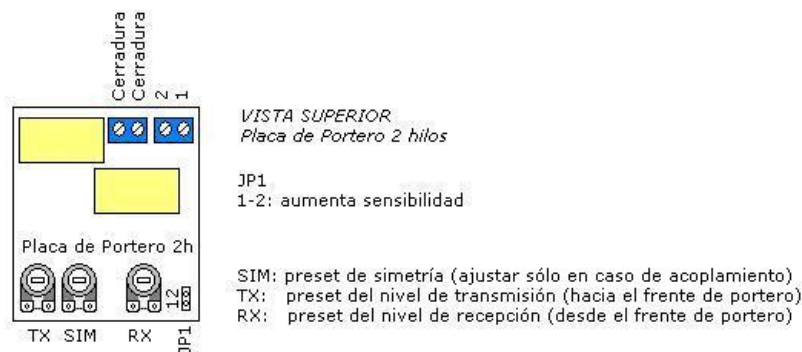 Cerradura
Cerradura
2
1
VISTA SUPERIOR
Placa de Portero 2 hilos
JP1
1-2: aumenta sensibilidad
Placa de Portero 2h
12
TX SIM RX JP1
SIM: preset de simetría (ajustar sólo en caso de acoplamiento)
TX: preset del nivel de transmisión (hacia el frente de portero)
RX: preset del nivel de recepción (desde el frente de portero)